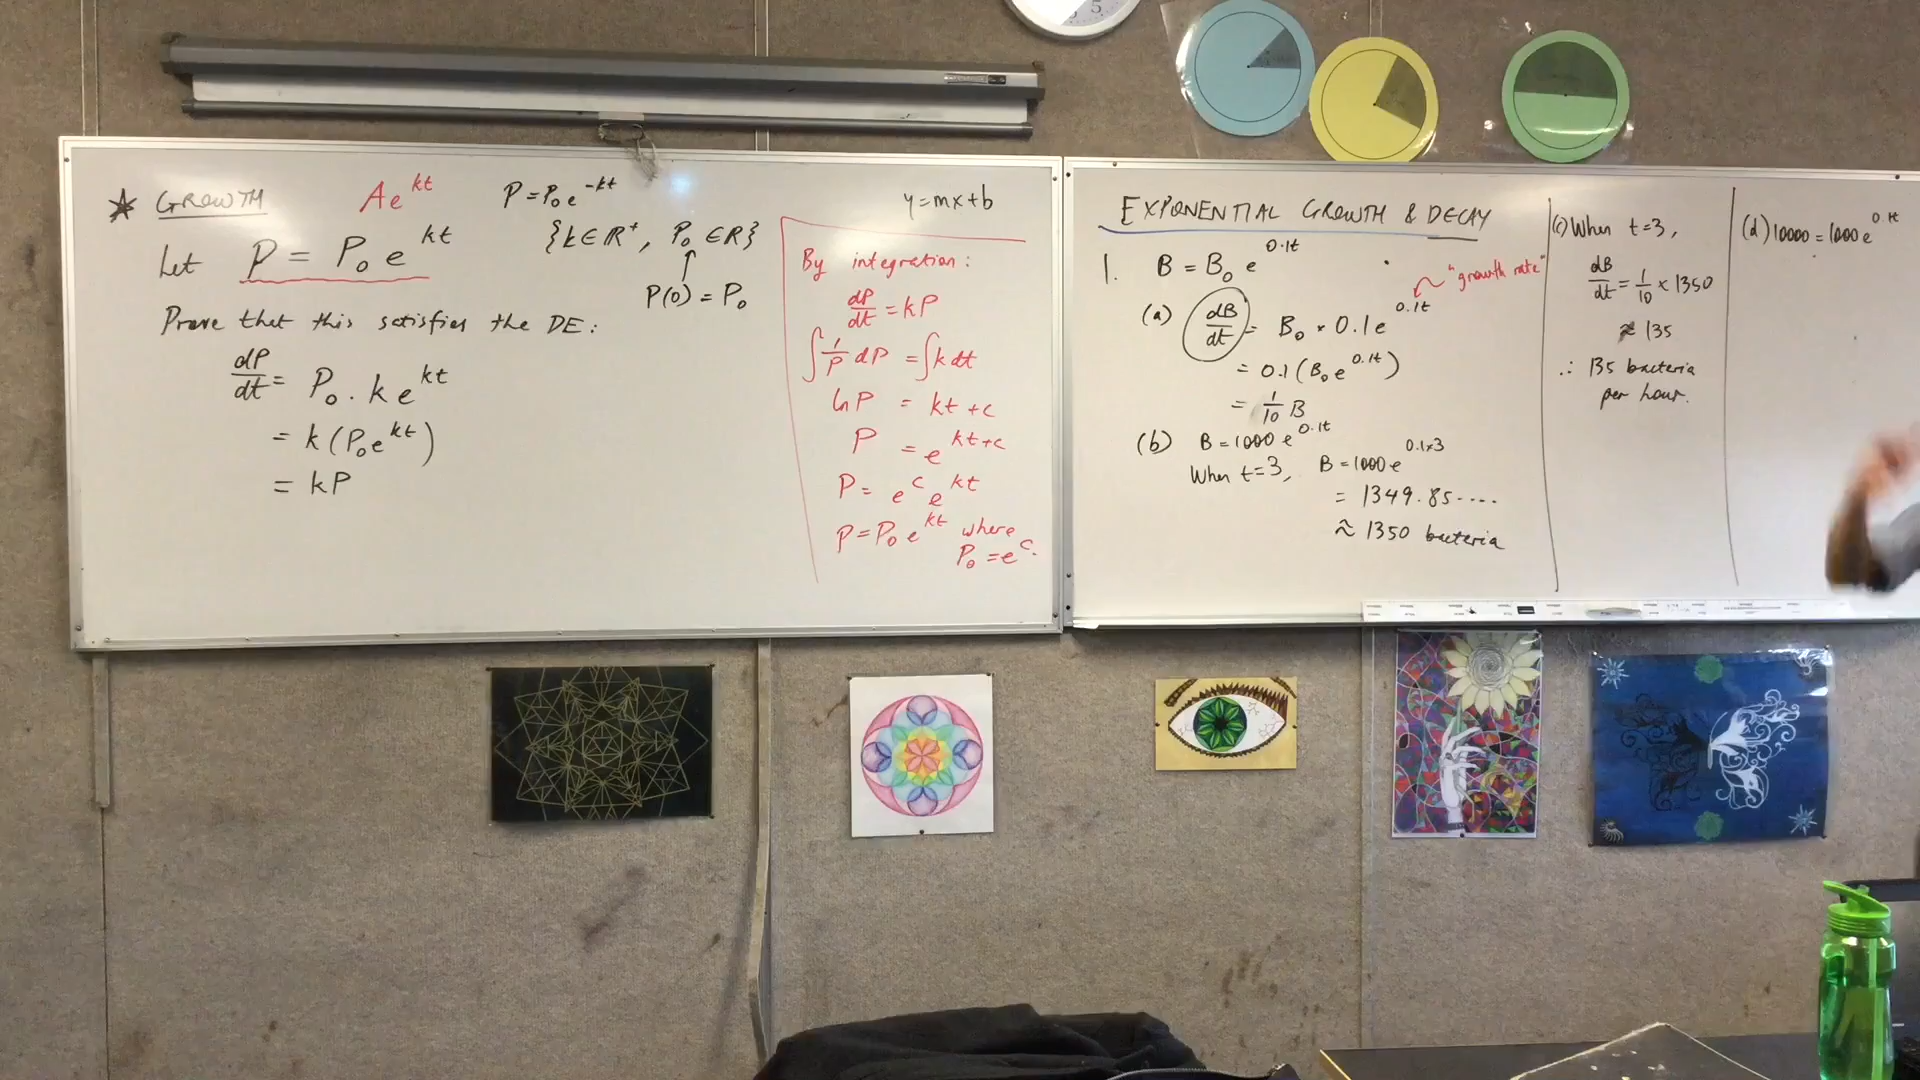 ★ GROWTH
Ae^{kt}
P = P₀e^{-kt}
y = mx + b
{k ∈ R⁺, P₀ ∈ R}
Let P = P₀e^{kt}
P(0) = P₀
Prove that this satisfies the DE:
dP/dt = P₀ . k e^{kt}
= k(P₀e^{kt})
= kP
By integration:
dP/dt = kP
∫ 1/P dP = ∫ k dt
ln P = kt + c
P = e^{kt+c}
P = e^c e^{kt}
P = P₀e^{kt} where
P₀ = e^c.
EXPONENTIAL GROWTH & DECAY
1. B = B₀e^{0.1t}
"growth rate"
(a) dB/dt = B₀ × 0.1e^{0.1t}
= 0.1(B₀e^{0.1t})
= 1/10 B
(b) B = 1000e^{0.1t}
When t=3, B = 1000e^{0.1×3}
= 1349.85....
≈ 1350 bacteria
(c) When t=3,
dB/dt = 1/10 × 1350
≈ 135
∴ 135 bacteria
per hour.
(d) 10000 = 1000e^{0.1t}